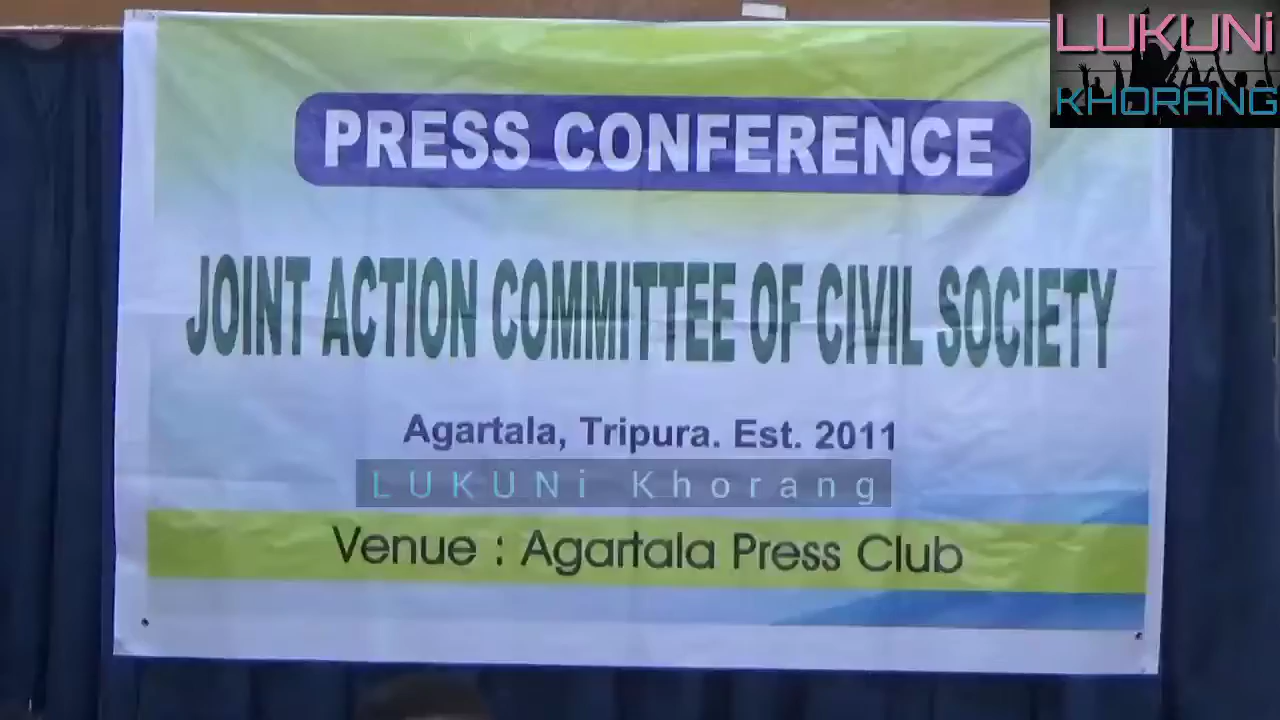 LUKUNi
KHORANG
PRESS CONFERENCE
JOINT ACTION COMMITTEE OF CIVIL SOCIETY
Agartala, Tripura. Est. 2011
LUKUNi Khorang
Venue : Agartala Press Club